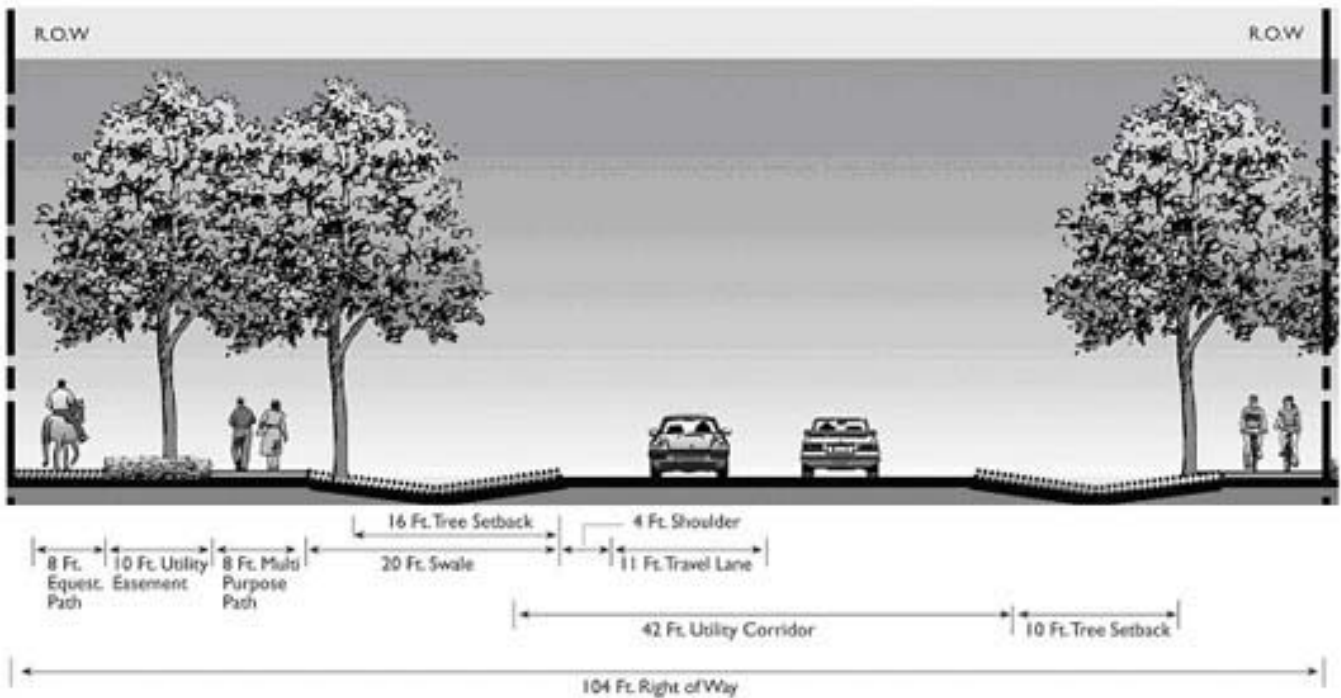 R.O.W
R.O.W
16 Ft. Tree Setback
4 Ft. Shoulder
8 Ft.
Equest.
Path
10 Ft. Utility
Easement
8 Ft. Multi
Purpose
Path
20 Ft. Swale
11 Ft. Travel Lane
42 Ft. Utility Corridor
10 Ft. Tree Setback
104 Ft. Right of Way